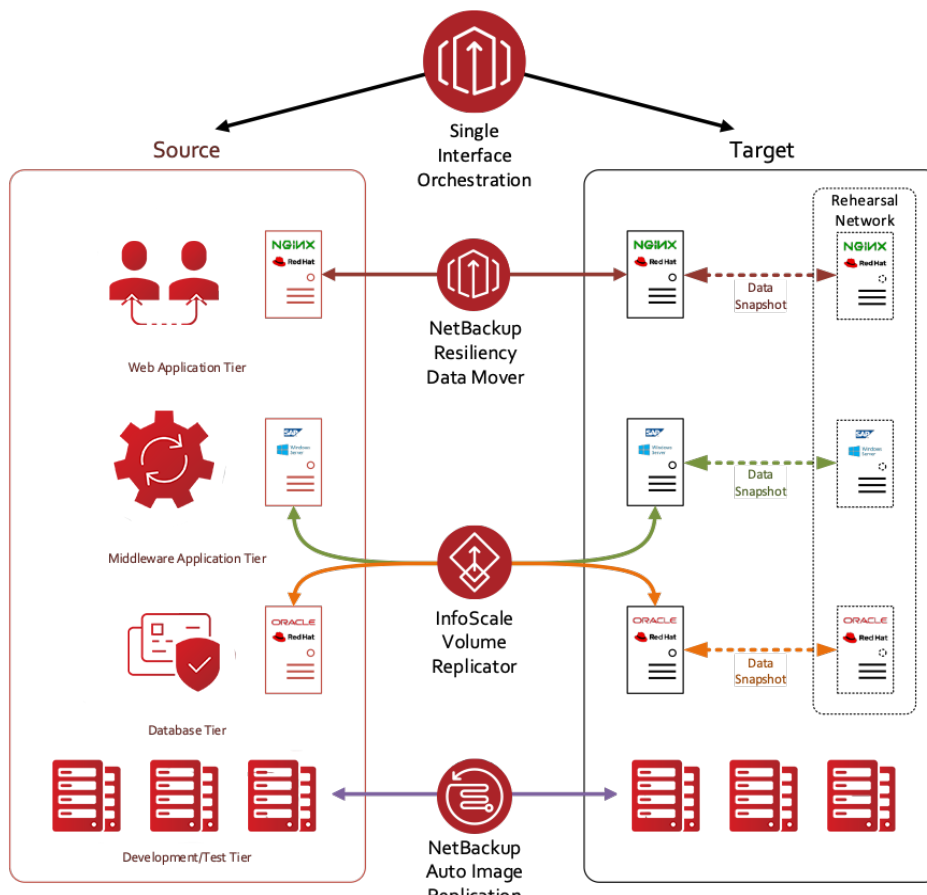 Single
Interface
Orchestration
Source
Target
Rehearsal
Network
NGINX
Red Hat
NGINX
Red Hat
NGINX
Red Hat
Data
Snapshot
NetBackup
Resiliency
Data Mover
Web Application Tier
SAP
Windows
Server
SAP
Windows
Server
SAP
Windows
Server
Data
Snapshot
Middleware Application Tier
InfoScale
Volume
Replicator
ORACLE
Red Hat
ORACLE
Red Hat
ORACLE
Red Hat
Data
Snapshot
Database Tier
Development/Test Tier
NetBackup
Auto Image
Replication